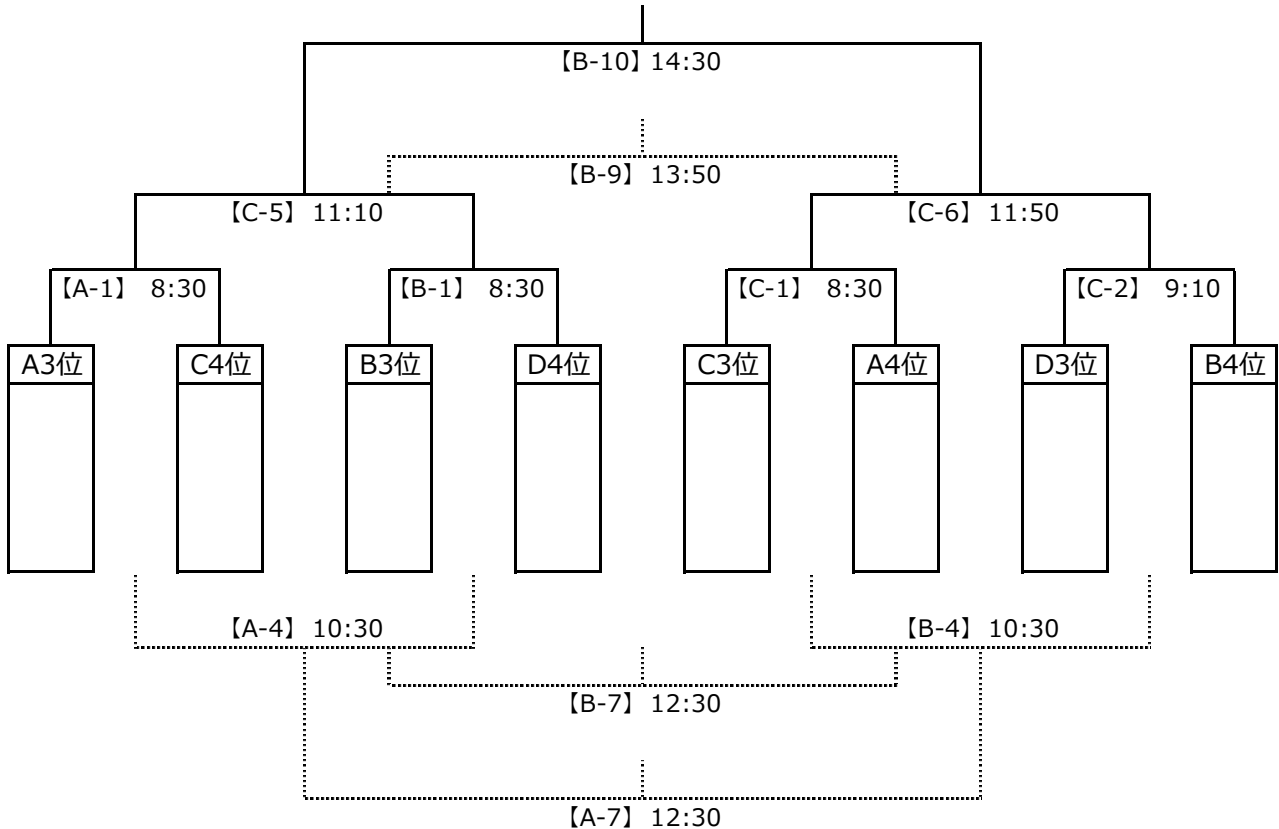 【B-10】 14:30
【B-9】 13:50
【C-5】 11:10
【C-6】 11:50
【A-1】 8:30
【B-1】 8:30
【C-1】 8:30
【C-2】 9:10
A3位
C4位
B3位
D4位
C3位
A4位
D3位
B4位
【A-4】 10:30
【B-4】 10:30
【B-7】 12:30
【A-7】 12:30